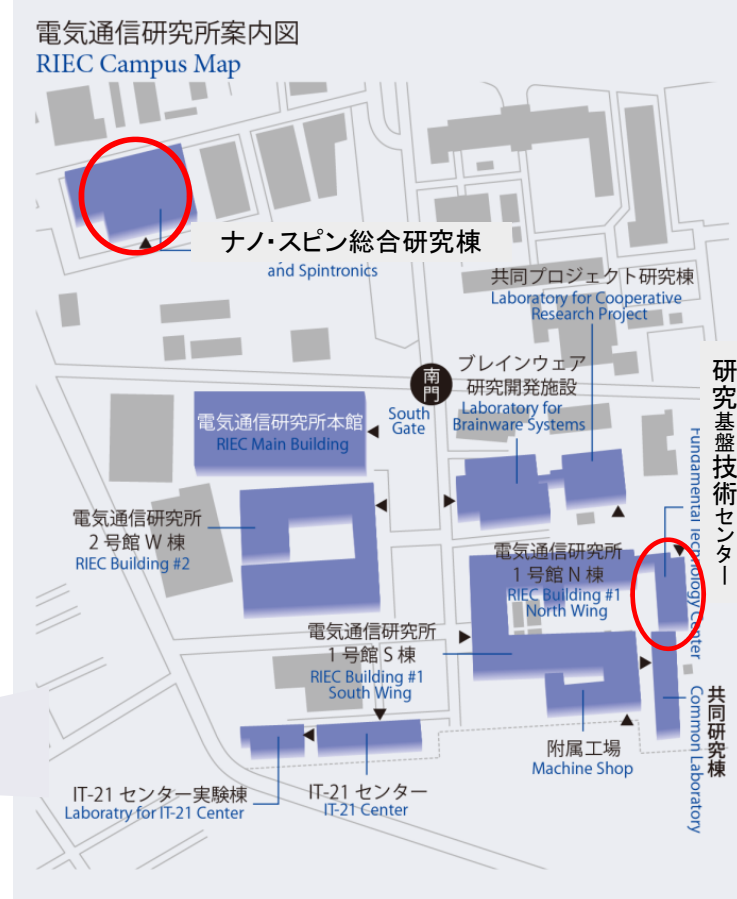 電気通信研究所案内図
RIEC Campus Map
ナノ・スピン総合研究棟
and Spintronics
共同プロジェクト研究棟
Laboratory for Cooperative
Research Project
南門
South
Gate
ブレインウェア
研究開発施設
Laboratory for
Brainware Systems
研究基盤技術センター
Fundamental Technology Center
電気通信研究所本館
RIEC Main Building
電気通信研究所
2 号館 W 棟
RIEC Building #2
電気通信研究所
1 号館 N 棟
RIEC Building #1
North Wing
電気通信研究所
1 号館 S 棟
RIEC Building #1
South Wing
共同研究棟
Common Laboratory
附属工場
Machine Shop
IT-21 センター実験棟
Laboratry for IT-21 Center
IT-21 センター
IT-21 Center